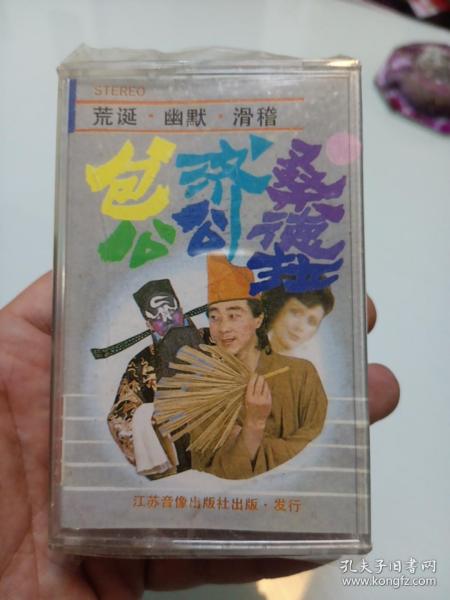 STEREO
荒诞·幽默·滑稽
包公 济公 桑德拉
江苏音像出版社出版·发行
孔夫子旧书网
www.kongfz.com